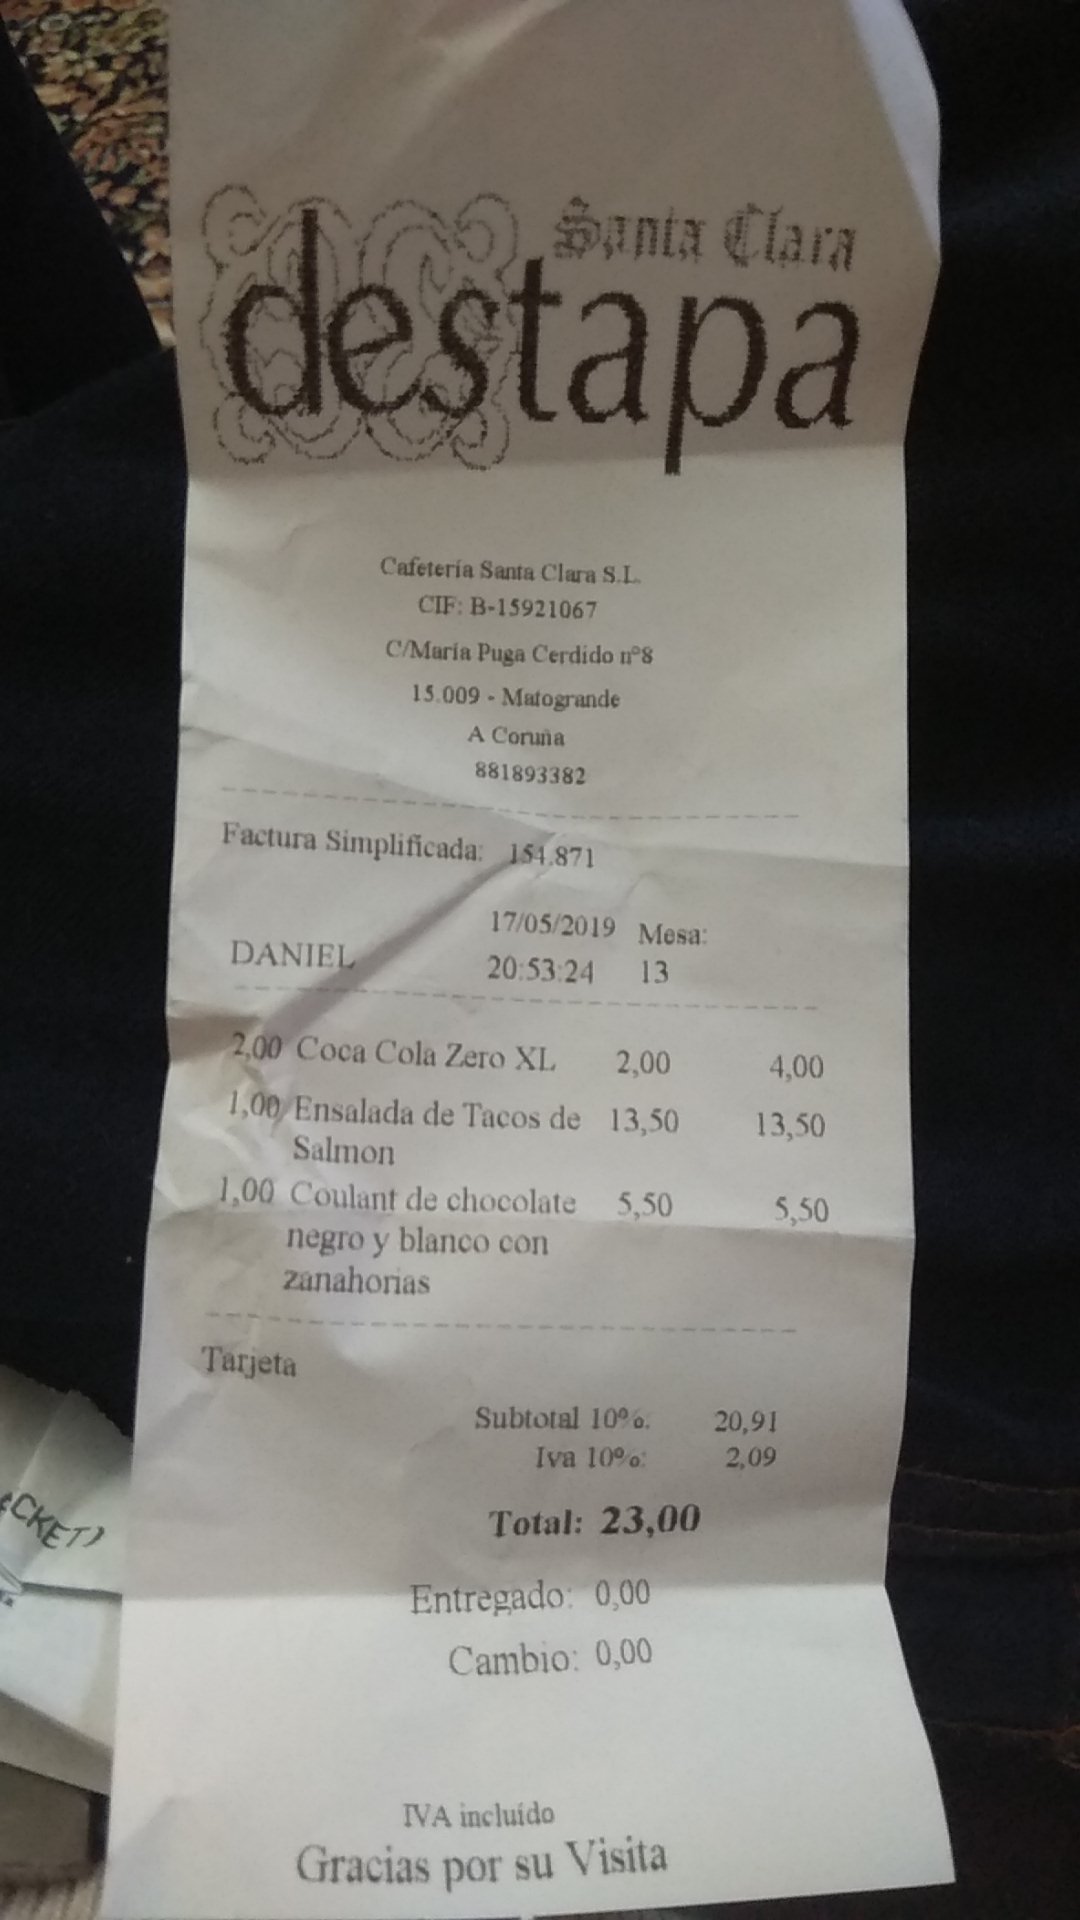 Santa Clara
destapa
Cafetería Santa Clara S.L.
CIF: B-15921067
C/María Puga Cerdido nº8
15.009 - Matogrande
A Coruña
881893382
Factura Simplificada: 154.871
17/05/2019 Mesa:
DANIEL 20:53:24 13
2,00 Coca Cola Zero XL 2,00 4,00
1,00 Ensalada de Tacos de 13,50 13,50
Salmon
1,00 Coulant de chocolate 5,50 5,50
negro y blanco con
zanahorias
Tarjeta
Subtotal 10%: 20,91
Iva 10%: 2,09
Total: 23,00
Entregado: 0,00
Cambio: 0,00
IVA incluído
Gracias por su Visita
CKET)